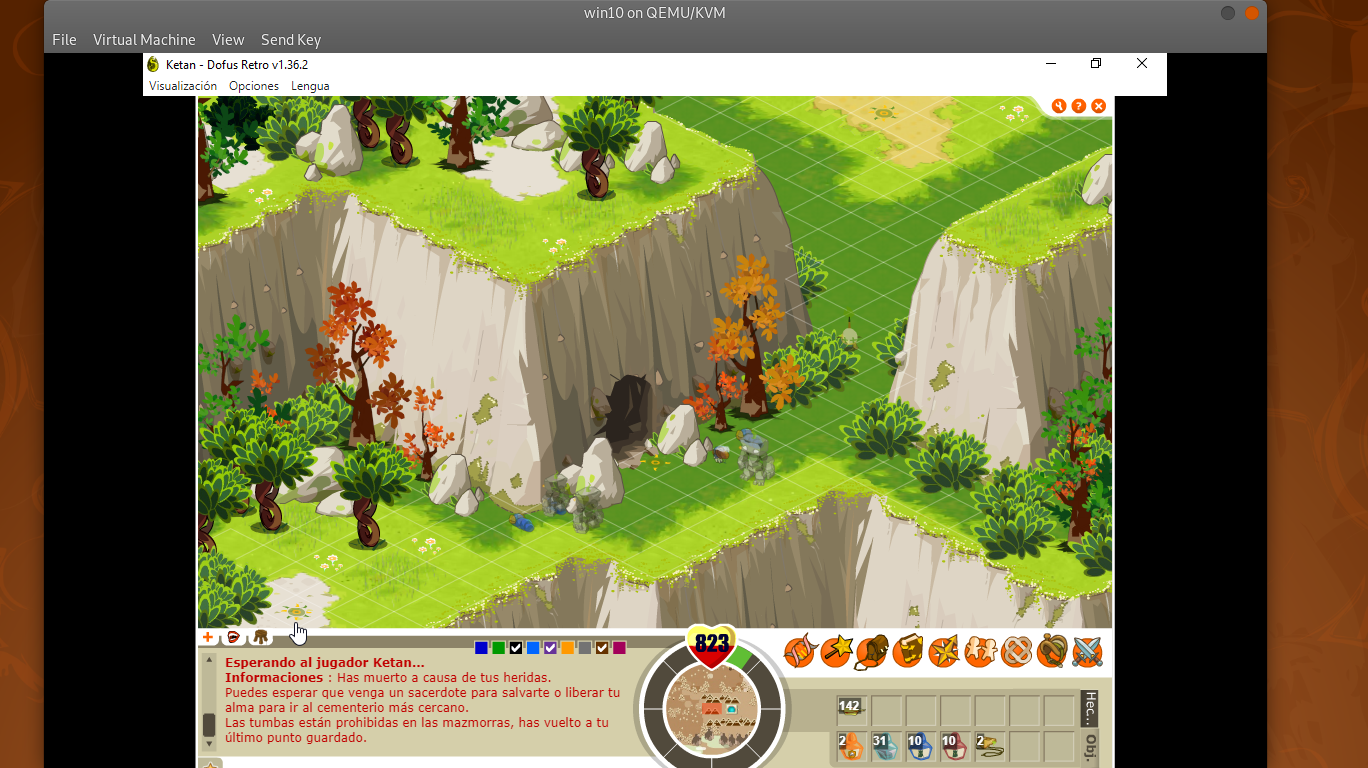 win10 on QEMU/KVM
File Virtual Machine View Send Key
Ketan - Dofus Retro v1.36.2
Visualización Opciones Lengua
?
823
Esperando al jugador Ketan...
Informaciones : Has muerto a causa de tus heridas.
Puedes esperar que venga un sacerdote para salvarte o liberar tu
alma para ir al cementerio más cercano.
Las tumbas están prohibidas en las mazmorras, has vuelto a tu
último punto guardado.
142
Hec...
2 31 10 10 2
Obj.